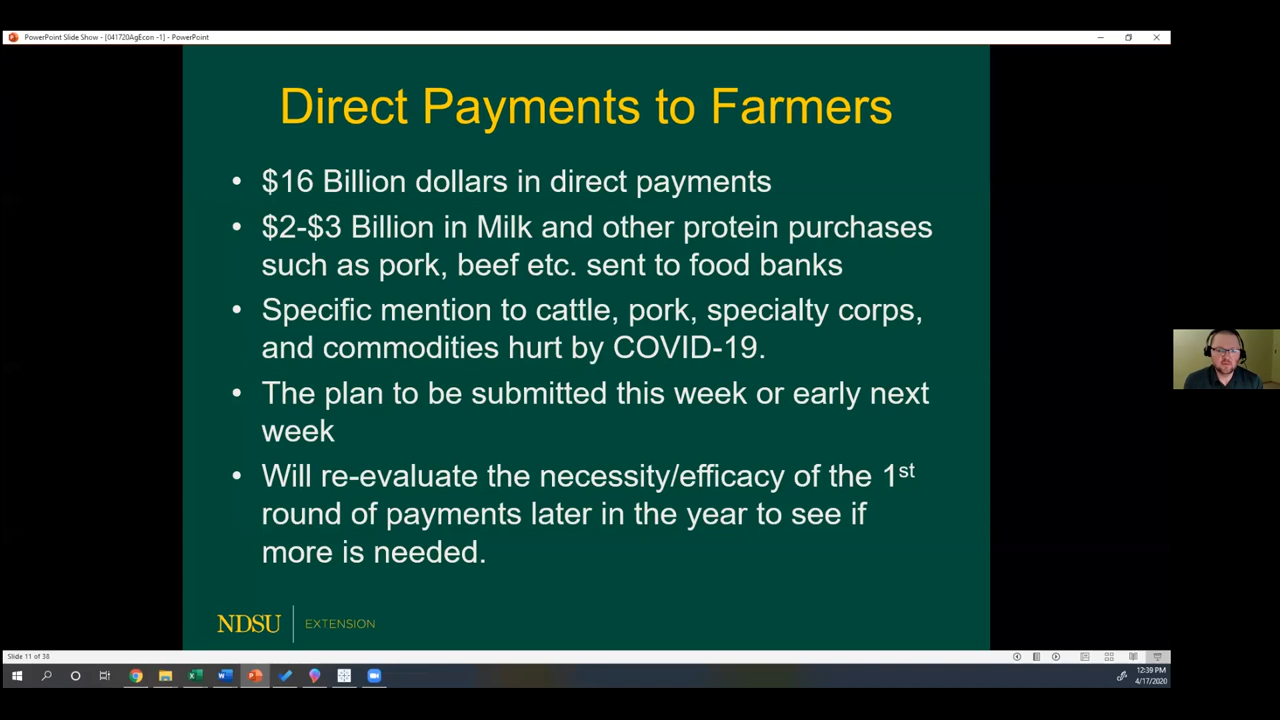 PowerPoint Slide Show - [041720AgEcon -1] - PowerPoint
Direct Payments to Farmers
• $16 Billion dollars in direct payments
• $2-$3 Billion in Milk and other protein purchases
such as pork, beef etc. sent to food banks
• Specific mention to cattle, pork, specialty corps,
and commodities hurt by COVID-19.
• The plan to be submitted this week or early next
week
• Will re-evaluate the necessity/efficacy of the 1st
round of payments later in the year to see if
more is needed.
NDSU EXTENSION
Slide 11 of 38
12:39 PM
4/17/2020